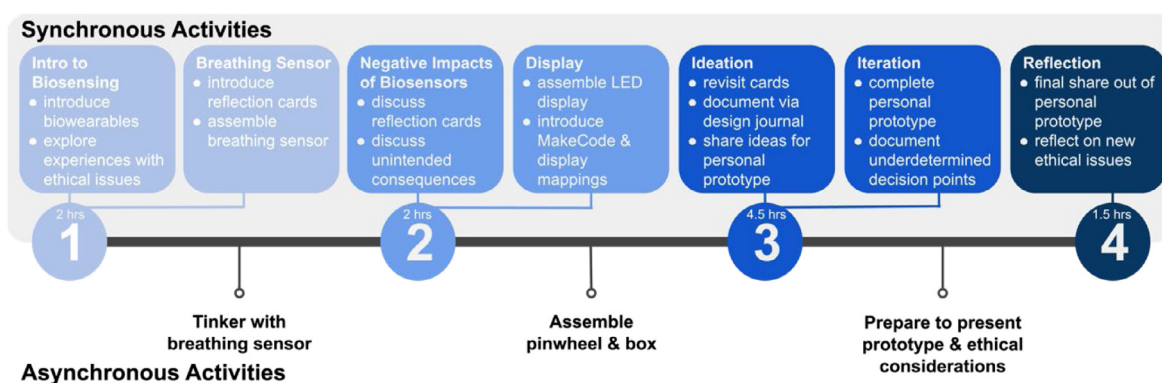 Synchronous Activities
Intro to
Biosensing
• introduce
biowearables
• explore
experiences with
ethical issues
Breathing Sensor
• introduce
reflection cards
• assemble
breathing sensor
Negative Impacts
of Biosensors
• discuss
reflection cards
• discuss
unintended
consequences
Display
• assemble LED
display
• introduce
MakeCode &
display
mappings
Ideation
• revisit cards
• document via
design journal
• share ideas for
personal
prototype
Iteration
• complete
personal
prototype
• document
underdetermined
decision points
Reflection
• final share out of
personal
prototype
• reflect on new
ethical issues
2 hrs
1
2 hrs
2
4.5 hrs
3
1.5 hrs
4
Tinker with
breathing sensor
Assemble
pinwheel & box
Prepare to present
prototype & ethical
considerations
Asynchronous Activities